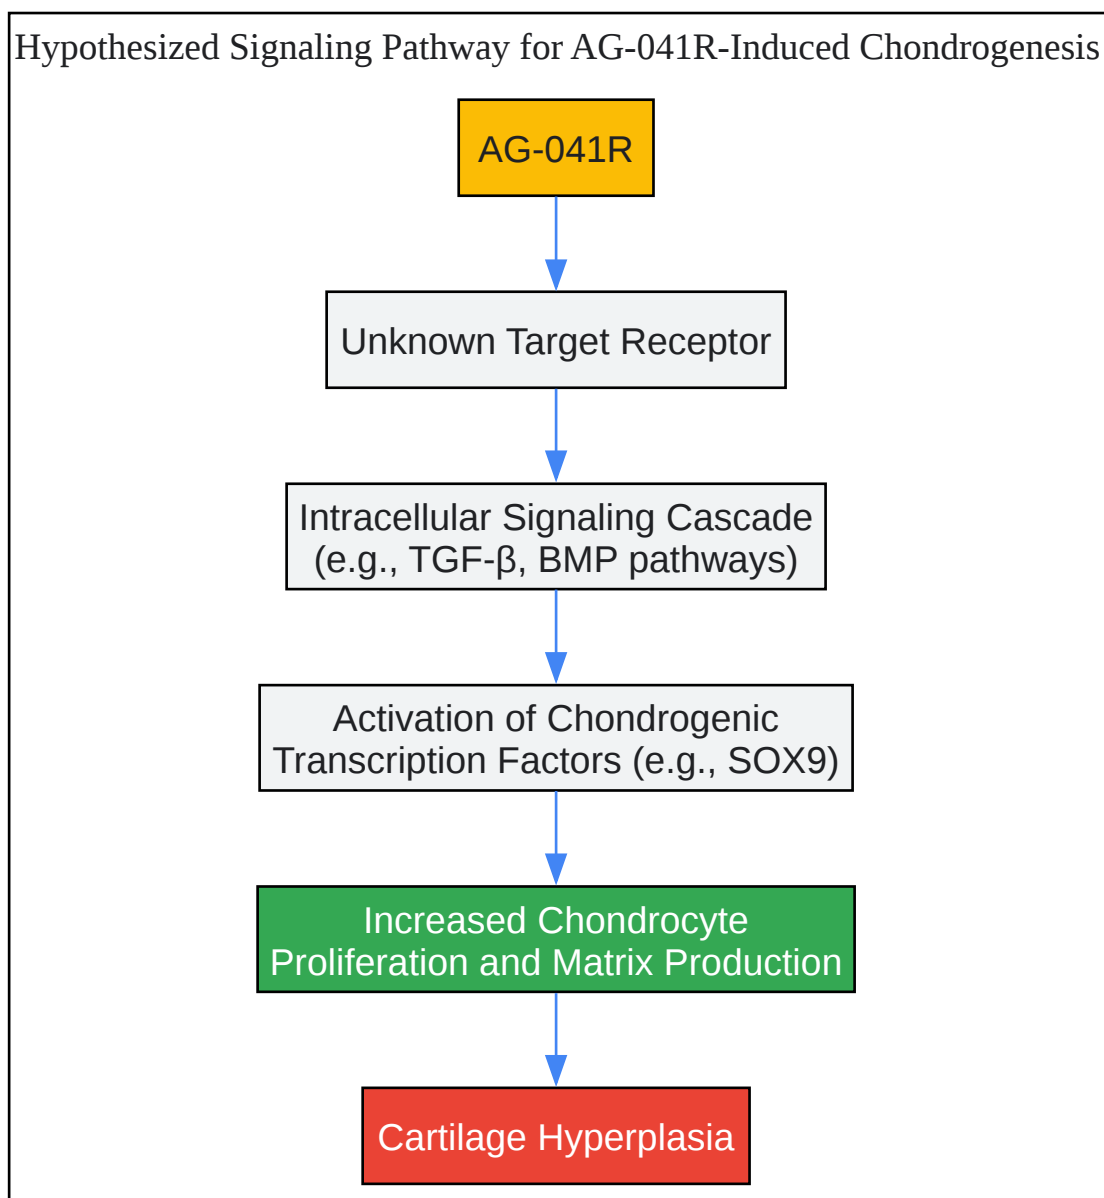 Hypothesized Signaling Pathway for AG-041R-Induced Chondrogenesis
AG-041R
Unknown Target Receptor
Intracellular Signaling Cascade
(e.g., TGF-β, BMP pathways)
Activation of Chondrogenic
Transcription Factors (e.g., SOX9)
Increased Chondrocyte
Proliferation and Matrix Production
Cartilage Hyperplasia